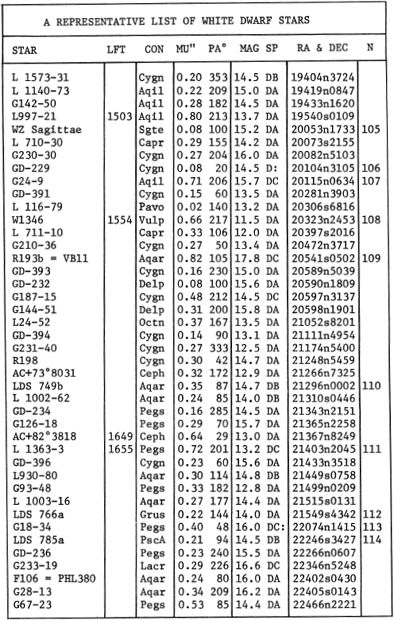 A REPRESENTATIVE LIST OF WHITE DWARF STARS
STAR LFT CON MU" PA° MAG SP RA & DEC N
L 1573-31 Cygn 0.20 353 14.5 DB 19404n3724
L 1140-73 Aqil 0.22 209 15.0 DA 19419n0847
G142-50 Aqil 0.28 182 14.5 DA 19433n1620
L997-21 1503 Aqil 0.80 213 13.7 DA 19540s0109
WZ Sagittae Sgte 0.08 100 15.2 DA 20053n1733 105
L 710-30 Capr 0.29 155 14.2 DA 20073s2155
G230-30 Cygn 0.27 204 16.0 DA 20082n5103
GD-229 Cygn 0.08 20 14.5 D: 20104n3105 106
G24-9 Aqil 0.71 206 15.7 DC 20115n0634 107
GD-391 Cygn 0.15 60 13.5 DA 20281n3903
L 116-79 Pavo 0.02 140 13.2 DA 20306s6816
W1346 1554 Vulp 0.66 217 11.5 DA 20323n2453 108
L 711-10 Capr 0.33 106 12.0 DA 20397s2016
G210-36 Cygn 0.27 50 13.4 DA 20472n3717
R193b = VB11 Aqar 0.82 105 17.8 DC 20541s0502 109
GD-393 Cygn 0.16 230 15.0 DA 20589n5039
GD-232 Delp 0.08 100 15.6 DA 20590n1809
G187-15 Cygn 0.48 212 14.5 DC 20597n3137
G144-51 Delp 0.31 200 15.8 DA 20598n1901
L24-52 Octn 0.37 167 13.5 DA 21052s8201
GD-394 Cygn 0.14 90 13.1 DA 21111n4954
G231-40 Cygn 0.27 333 12.5 DA 21174n5400
R198 Cygn 0.30 42 14.7 DA 21248n5459
AC+73°8031 Ceph 0.32 172 12.9 DA 21266n7325
LDS 749b Aqar 0.35 87 14.7 DB 21296n0002 110
L 1002-62 Aqar 0.24 85 14.0 DB 21310s0446
GD-234 Pegs 0.16 285 14.5 DA 21343n2151
G126-18 Pegs 0.29 70 15.7 DA 21365n2258
AC+82°3818 1649 Ceph 0.64 29 13.0 DA 21367n8249
L 1363-3 1655 Pegs 0.72 201 13.2 DC 21403n2045 111
GD-396 Cygn 0.23 60 15.6 DA 21433n3518
L930-80 Aqar 0.30 114 14.8 DB 21449s0758
G93-48 Pegs 0.33 182 12.8 DA 21499n0209
L 1003-16 Aqar 0.27 177 14.4 DA 21515s0131
LDS 766a Grus 0.22 144 14.0 DA 21549s4342 112
G18-34 Pegs 0.40 48 16.0 DC: 22074n1415 113
LDS 785a PscA 0.21 94 14.5 DB 22246s3427 114
GD-236 Pegs 0.23 240 15.5 DA 22266n0607
G233-19 Lacr 0.29 226 16.6 DC 22346n5248
F106 = PHL380 Aqar 0.24 80 16.0 DA 22402s0430
G28-13 Aqar 0.34 209 16.2 DA 22405s0143
G67-23 Pegs 0.53 85 14.4 DA 22466n2221